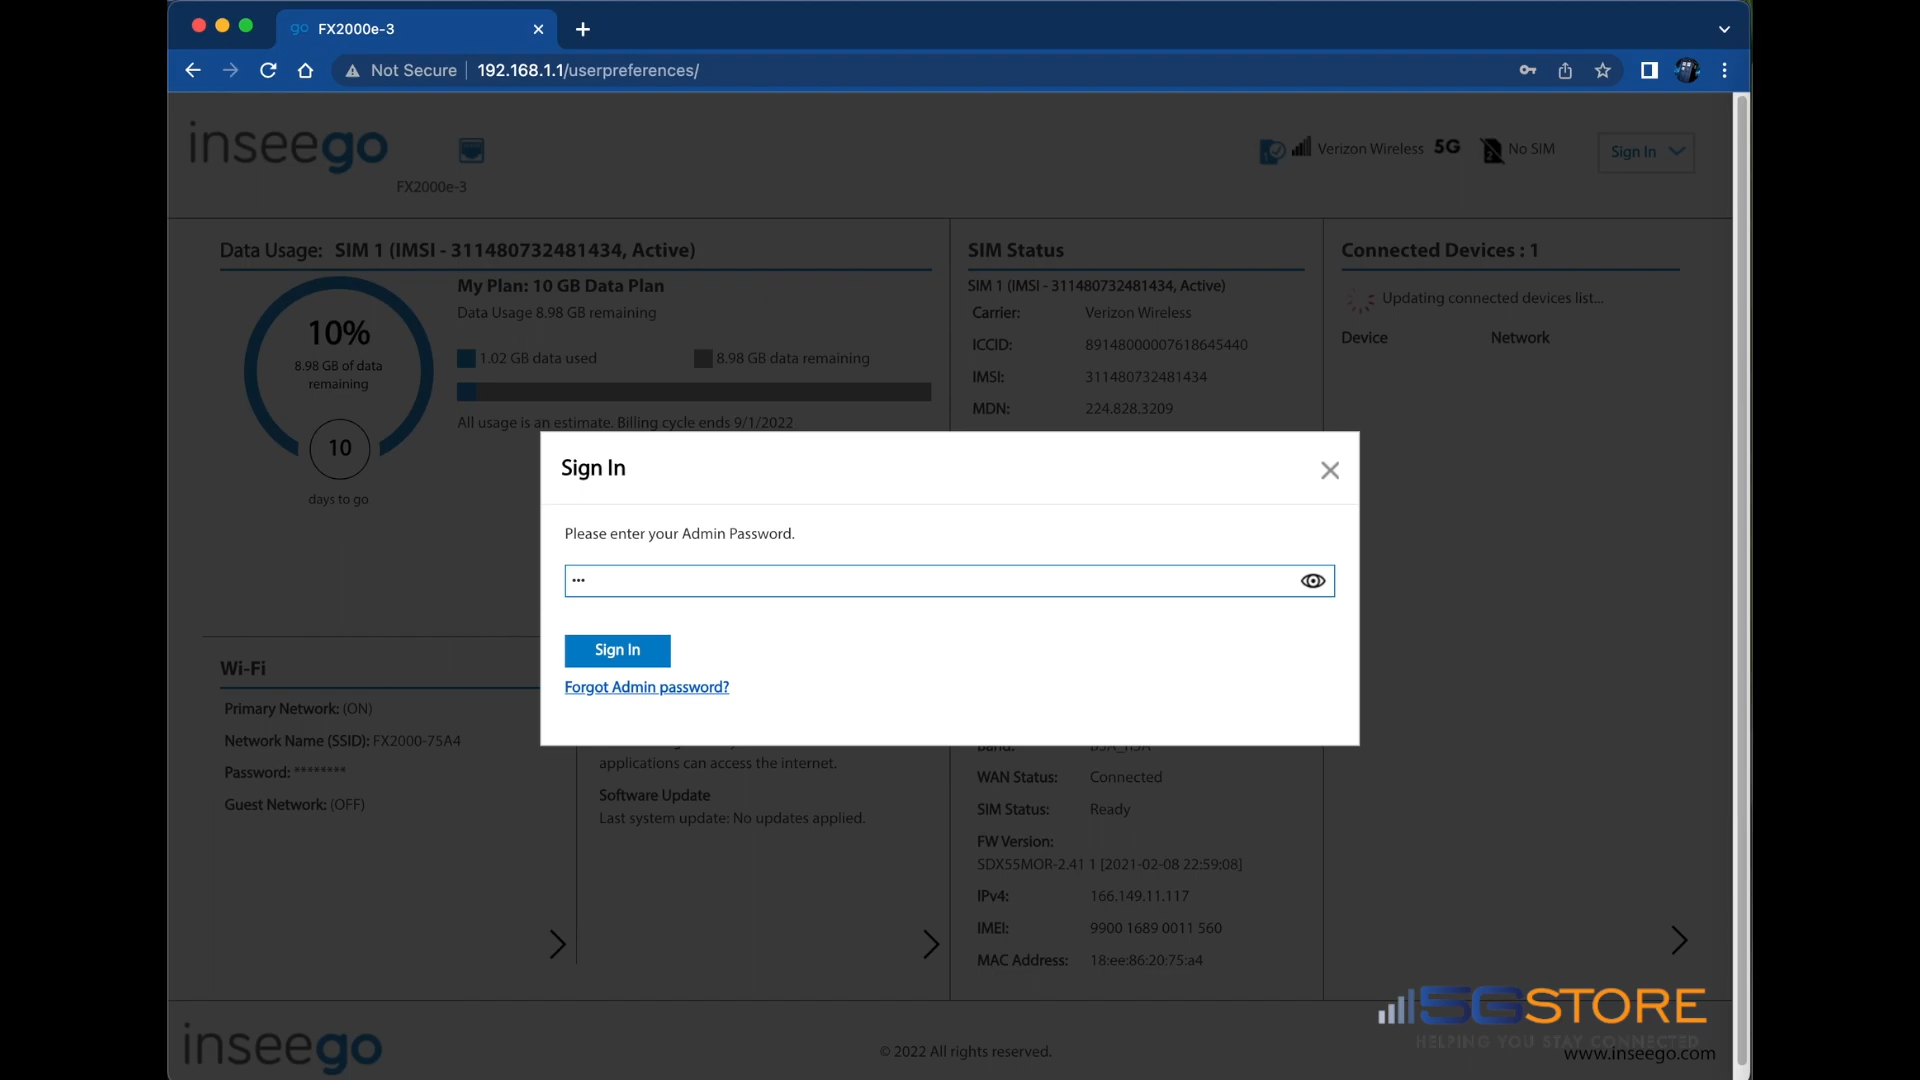 go FX2000e-3
Not Secure 192.168.1.1/userpreferences/
inseego
FX2000e-3
1 Verizon Wireless 5G 2 No SIM Sign In
Data Usage: SIM 1 (IMSI - 311480732481434, Active)
10%
8.98 GB of data
remaining
10
days to go
My Plan: 10 GB Data Plan
Data Usage 8.98 GB remaining
1.02 GB data used 8.98 GB data remaining
All usage is an estimate. Billing cycle ends 9/1/2022
SIM Status
SIM 1 (IMSI - 311480732481434, Active)
Carrier: Verizon Wireless
ICCID: 89148000007618645440
IMSI: 311480732481434
MDN: 224.828.3209
Connected Devices : 1
Updating connected devices list...
Device Network
Sign In
Please enter your Admin Password.
•••
Sign In
Forgot Admin password?
Wi-Fi
Primary Network: (ON)
Network Name (SSID): FX2000-75A4
Password: ********
Guest Network: (OFF)
applications can access the internet.
Software Update
Last system update: No updates applied.
Band:
WAN Status: Connected
SIM Status: Ready
FW Version:
SDX55MOR-2.41 1 [2021-02-08 22:59:08]
IPv4: 166.149.11.117
IMEI: 9900 1689 0011 560
MAC Address: 18:ee:86:20:75:a4
5GSTORE
HELPING YOU STAY CONNECTED
inseego
© 2022 All rights reserved.
www.inseego.com